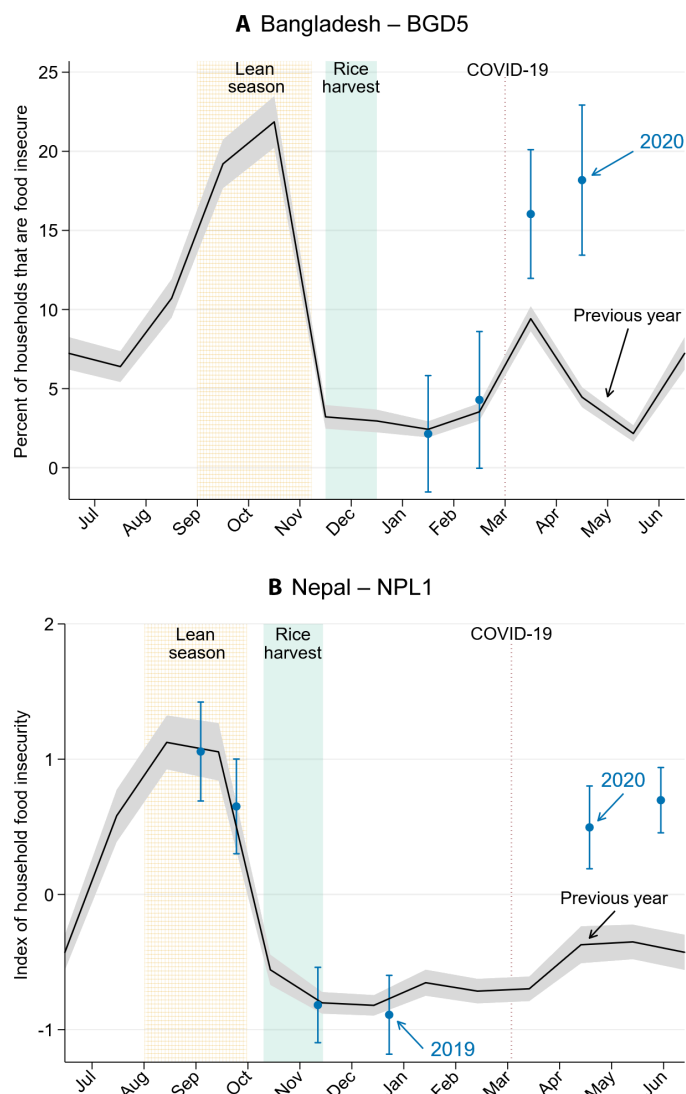 A Bangladesh – BGD5
Percent of households that are food insecure
25
20
15
10
5
0
Lean
season
Rice
harvest
COVID-19
2020
Previous year
Jul
Aug
Sep
Oct
Nov
Dec
Jan
Feb
Mar
Apr
May
Jun
B Nepal – NPL1
Index of household food insecurity
2
1
0
-1
Lean
season
Rice
harvest
COVID-19
2020
Previous year
2019
Jul
Aug
Sep
Oct
Nov
Dec
Jan
Feb
Mar
Apr
May
Jun